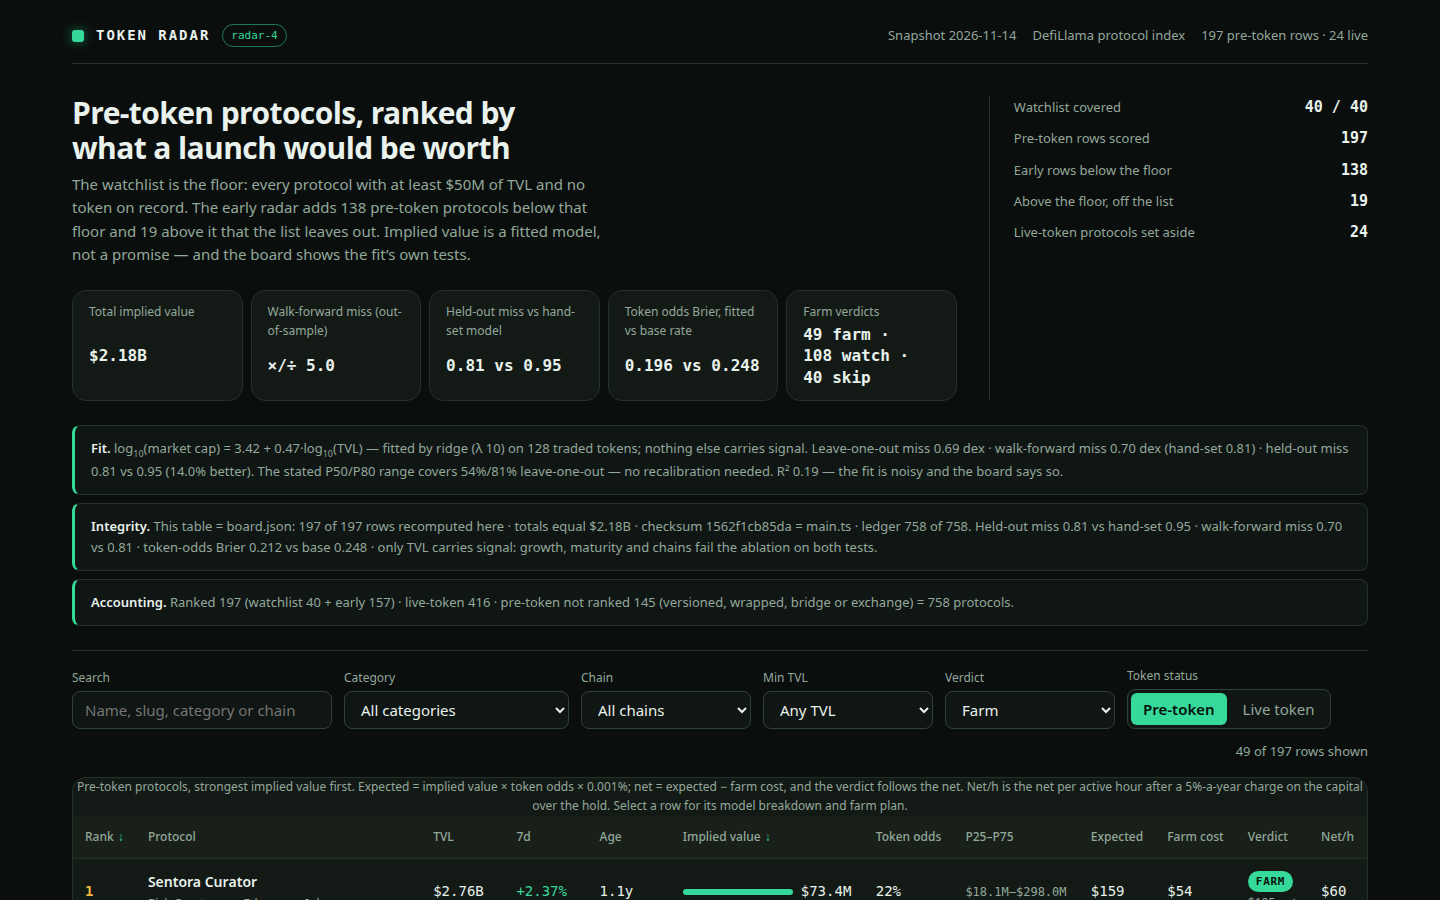 TOKEN RADAR radar-4
Snapshot 2026-11-14 DefiLlama protocol index 197 pre-token rows · 24 live
Pre-token protocols, ranked by
what a launch would be worth
The watchlist is the floor: every protocol with at least $50M of TVL and no
token on record. The early radar adds 138 pre-token protocols below that
floor and 19 above it that the list leaves out. Implied value is a fitted model,
not a promise — and the board shows the fit's own tests.
Watchlist covered 40 / 40
Pre-token rows scored 197
Early rows below the floor 138
Above the floor, off the list 19
Live-token protocols set aside 24
Total implied value
$2.18B
Walk-forward miss (out-
of-sample)
×/÷ 5.0
Held-out miss vs hand-
set model
0.81 vs 0.95
Token odds Brier, fitted
vs base rate
0.196 vs 0.248
Farm verdicts
49 farm ·
108 watch ·
40 skip
Fit. log10(market cap) = 3.42 + 0.47·log10(TVL) — fitted by ridge (λ 10) on 128 traded tokens; nothing else carries signal. Leave-one-out miss 0.69 dex · walk-forward miss 0.70 dex (hand-set 0.81) · held-out miss
0.81 vs 0.95 (14.0% better). The stated P50/P80 range covers 54%/81% leave-one-out — no recalibration needed. R² 0.19 — the fit is noisy and the board says so.
Integrity. This table = board.json: 197 of 197 rows recomputed here · totals equal $2.18B · checksum 1562f1cb85da = main.ts · ledger 758 of 758. Held-out miss 0.81 vs hand-set 0.95 · walk-forward miss 0.70
vs 0.81 · token-odds Brier 0.212 vs base 0.248 · only TVL carries signal: growth, maturity and chains fail the ablation on both tests.
Accounting. Ranked 197 (watchlist 40 + early 157) · live-token 416 · pre-token not ranked 145 (versioned, wrapped, bridge or exchange) = 758 protocols.
Search Category Chain Min TVL Verdict Token status
Name, slug, category or chain All categories All chains Any TVL Farm Pre-token Live token
49 of 197 rows shown
Pre-token protocols, strongest implied value first. Expected = implied value × token odds × 0.001%; net = expected − farm cost, and the verdict follows the net. Net/h is the net per active hour after a 5%-a-year charge on the capital
over the hold. Select a row for its model breakdown and farm plan.
Rank ↓ Protocol TVL 7d Age Implied value ↓ Token odds P25–P75 Expected Farm cost Verdict Net/h
1 Sentora Curator $2.76B +2.37% 1.1y $73.4M 22% $18.1M–$298.0M $159 $54 FARM $60